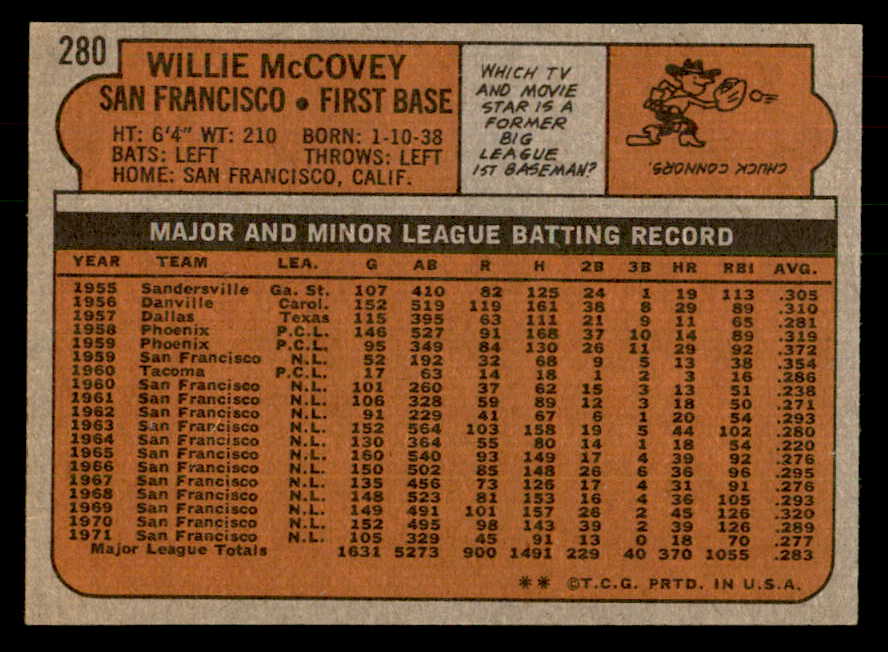 280
WILLIE McCOVEY
SAN FRANCISCO • FIRST BASE
HT: 6'4" WT: 210 BORN: 1-10-38
BATS: LEFT THROWS: LEFT
HOME: SAN FRANCISCO, CALIF.
WHICH TV
AND MOVIE
STAR IS A
FORMER
BIG
LEAGUE
1ST BASEMAN?
CHUCK CONNORS.
MAJOR AND MINOR LEAGUE BATTING RECORD
YEAR TEAM LEA. G AB R H 2B 3B HR RBI AVG.
1955 Sandersville Ga. St. 107 410 82 125 24 1 19 113 .305
1956 Danville Carol. 152 519 119 161 38 8 29 89 .310
1957 Dallas Texas 115 395 63 111 21 9 11 65 .281
1958 Phoenix P.C.L. 146 527 91 168 37 10 14 89 .319
1959 Phoenix P.C.L. 95 349 84 130 26 11 29 92 .372
1959 San Francisco N.L. 52 192 32 68 9 5 13 38 .354
1960 Tacoma P.C.L. 17 63 14 18 1 2 3 16 .286
1960 San Francisco N.L. 101 260 37 62 15 3 13 51 .238
1961 San Francisco N.L. 106 328 59 89 12 3 18 50 .271
1962 San Francisco N.L. 91 229 41 67 6 1 20 54 .293
1963 San Francisco N.L. 152 564 103 158 19 5 44 102 .280
1964 San Francisco N.L. 130 364 55 80 14 1 18 54 .220
1965 San Francisco N.L. 160 540 93 149 17 4 39 92 .276
1966 San Francisco N.L. 150 502 85 148 26 6 36 96 .295
1967 San Francisco N.L. 135 456 73 126 17 4 31 91 .276
1968 San Francisco N.L. 148 523 81 153 16 4 36 105 .293
1969 San Francisco N.L. 149 491 101 157 26 2 45 126 .320
1970 San Francisco N.L. 152 495 98 143 39 2 39 126 .289
1971 San Francisco N.L. 105 329 45 91 13 0 18 70 .277
Major League Totals 1631 5273 900 1491 229 40 370 1055 .283
** ©T.C.G. PRTD. IN U.S.A.